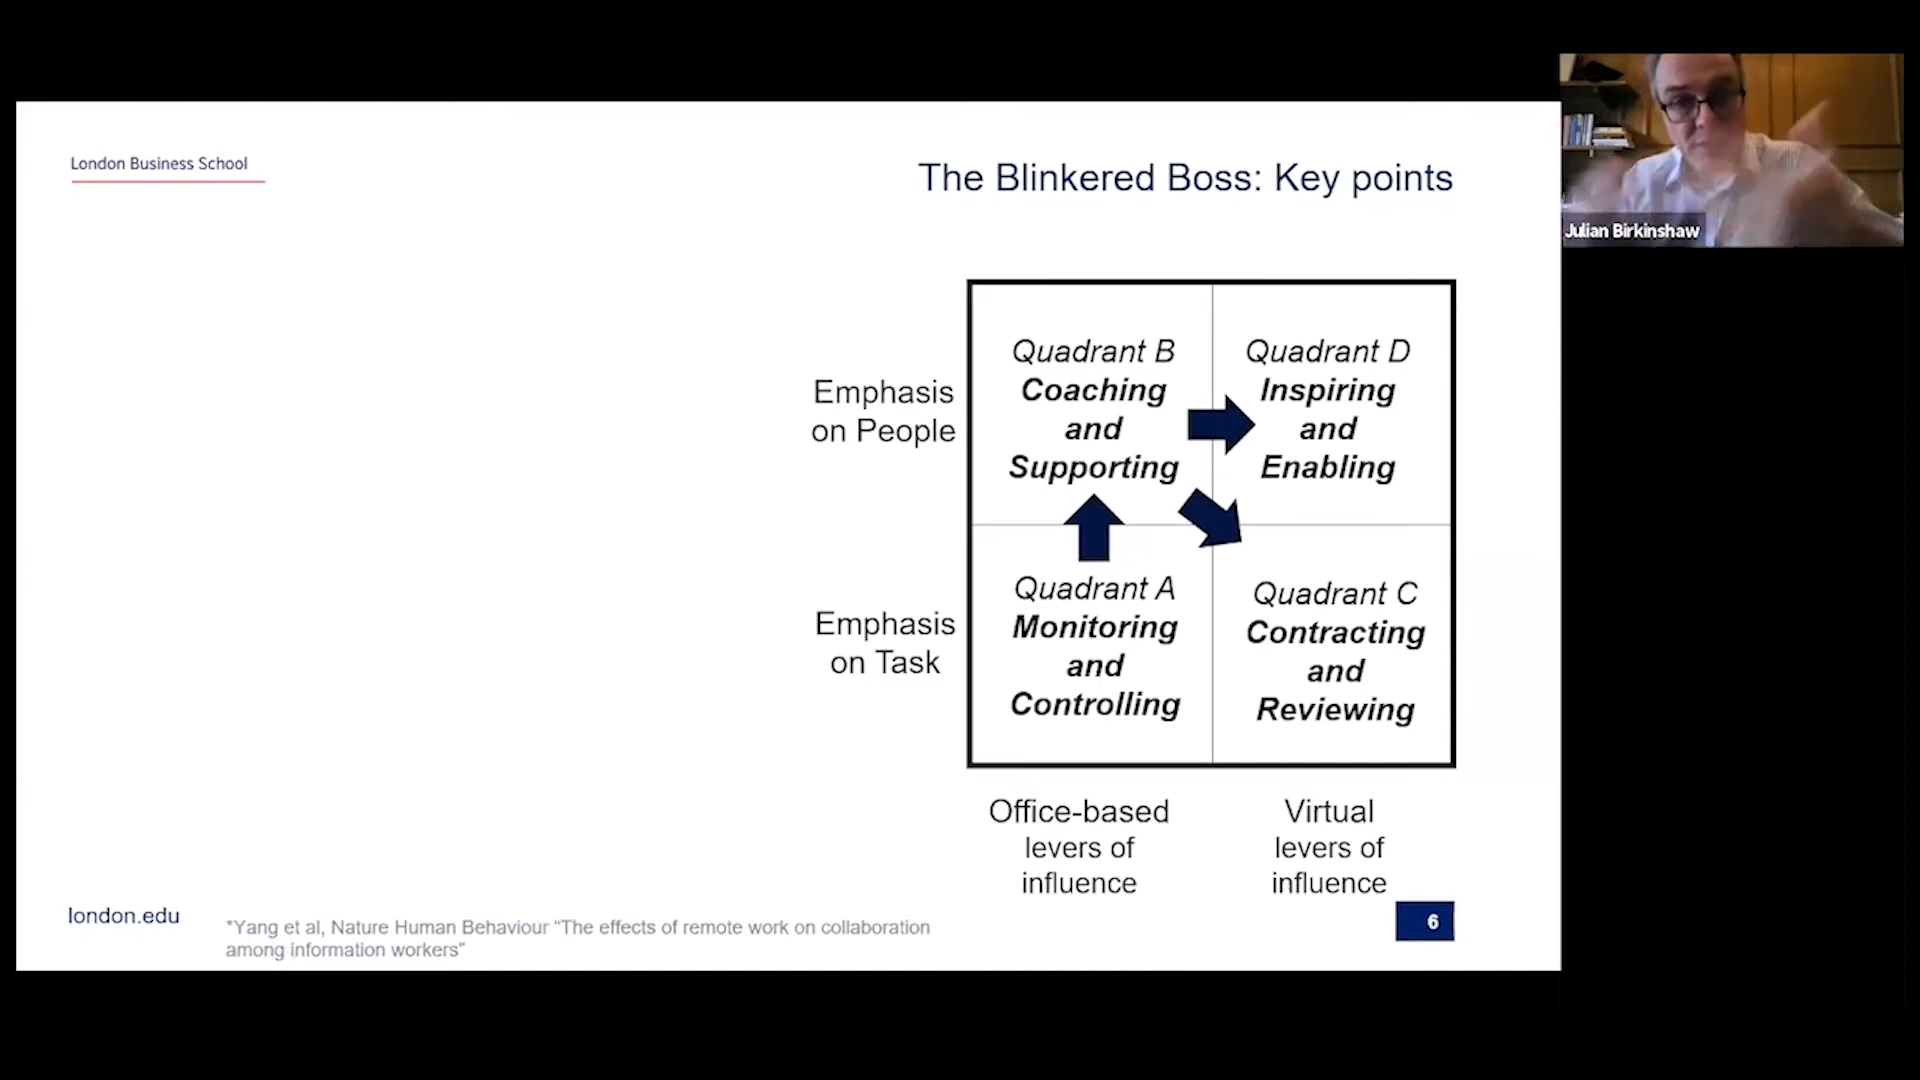 London Business School
The Blinkered Boss: Key points
Julian Birkinshaw
Emphasis
on People
Quadrant B
Coaching
and
Supporting
Quadrant D
Inspiring
and
Enabling
Emphasis
on Task
Quadrant A
Monitoring
and
Controlling
Quadrant C
Contracting
and
Reviewing
Office-based
levers of
influence
Virtual
levers of
influence
london.edu
*Yang et al, Nature Human Behaviour “The effects of remote work on collaboration
among information workers”
6